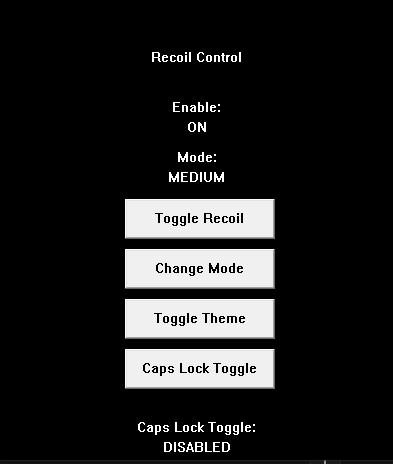 Recoil Control
Enable:
ON
Mode:
MEDIUM
Toggle Recoil
Change Mode
Toggle Theme
Caps Lock Toggle
Caps Lock Toggle:
DISABLED